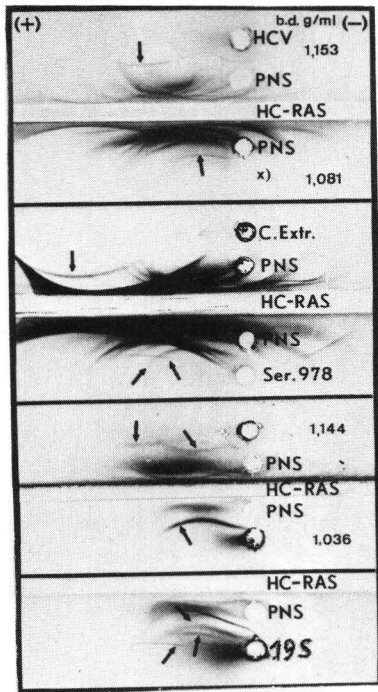 (+) b.d. g/ml (−)
HCV
1,153
PNS
HC-RAS
PNS
x) 1,081
C.Extr.
PNS
HC-RAS
PNS
Ser. 978
1,144
PNS
HC-RAS
PNS
1,036
HC-RAS
PNS
19S